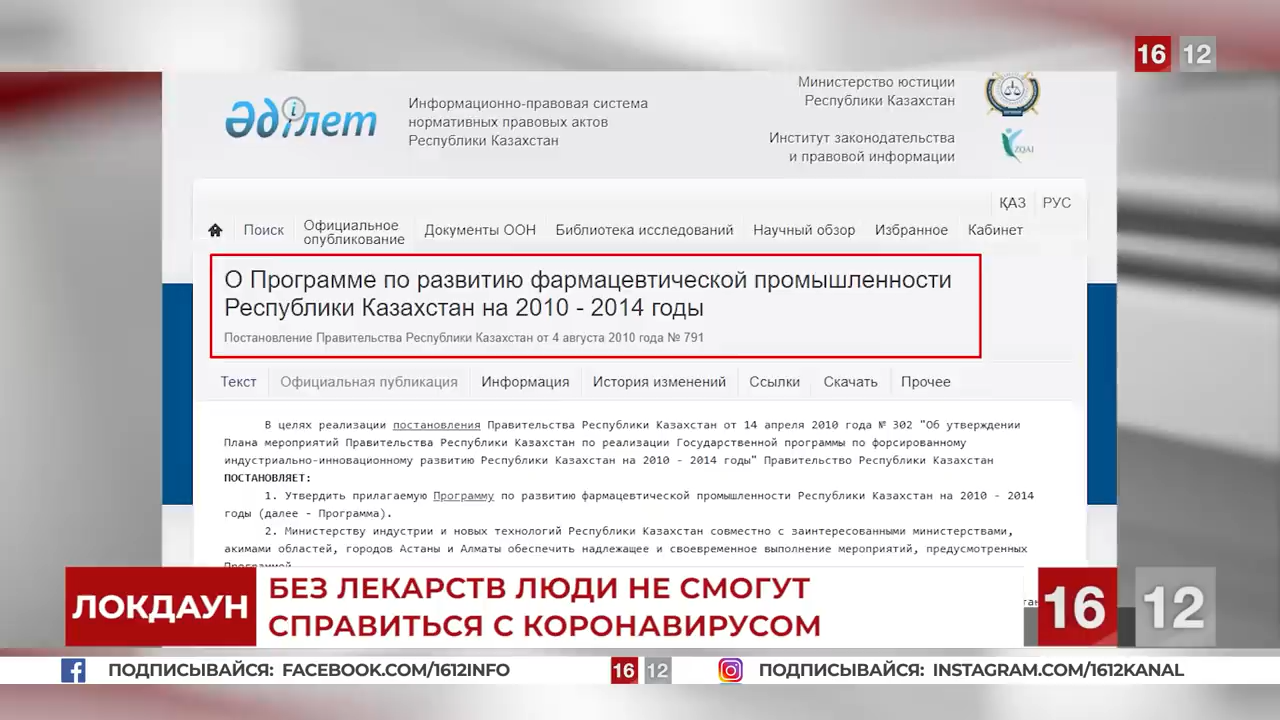 16 12
әділет
Информационно-правовая система
нормативных правовых актов
Республики Казахстан
Министерство юстиции
Республики Казахстан
Институт законодательства
и правовой информации
ZQAI
ҚАЗ РУС
Поиск
Официальное
опубликование
Документы ООН
Библиотека исследований
Научный обзор
Избранное
Кабинет
О Программе по развитию фармацевтической промышленности
Республики Казахстан на 2010 - 2014 годы
Постановление Правительства Республики Казахстан от 4 августа 2010 года № 791
Текст Официальная публикация Информация История изменений Ссылки Скачать Прочее
В целях реализации постановления Правительства Республики Казахстан от 14 апреля 2010 года № 302 "Об утверждении
Плана мероприятий Правительства Республики Казахстан по реализации Государственной программы по форсированному
индустриально-инновационному развитию Республики Казахстан на 2010 - 2014 годы" Правительство Республики Казахстан
ПОСТАНОВЛЯЕТ:
1. Утвердить прилагаемую Программу по развитию фармацевтической промышленности Республики Казахстан на 2010 - 2014
годы (далее - Программа).
2. Министерству индустрии и новых технологий Республики Казахстан совместно с заинтересованными министерствами,
акимами областей, городов Астаны и Алматы обеспечить надлежащее и своевременное выполнение мероприятий, предусмотренных
Программой.
ЛОКДАУН
БЕЗ ЛЕКАРСТВ ЛЮДИ НЕ СМОГУТ
СПРАВИТЬСЯ С КОРОНАВИРУСОМ
16 12
ПОДПИСЫВАЙСЯ: FACEBOOK.COM/1612INFO
16 12
ПОДПИСЫВАЙСЯ: INSTAGRAM.COM/1612KANAL